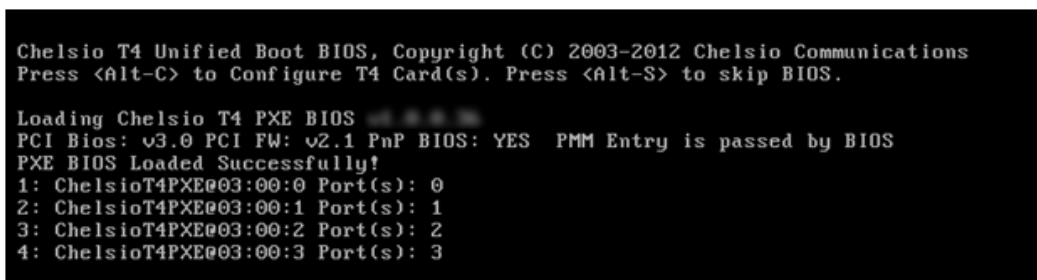 Chelsio T4 Unified Boot BIOS, Copyright (C) 2003-2012 Chelsio Communications
Press <Alt-C> to Configure T4 Card(s). Press <Alt-S> to skip BIOS.
Loading Chelsio T4 PXE BIOS
PCI Bios: v3.0 PCI FW: v2.1 PnP BIOS: YES  PMM Entry is passed by BIOS
PXE BIOS Loaded Successfully!
1: ChelsioT4PXE@03:00:0 Port(s): 0
2: ChelsioT4PXE@03:00:1 Port(s): 1
3: ChelsioT4PXE@03:00:2 Port(s): 2
4: ChelsioT4PXE@03:00:3 Port(s): 3